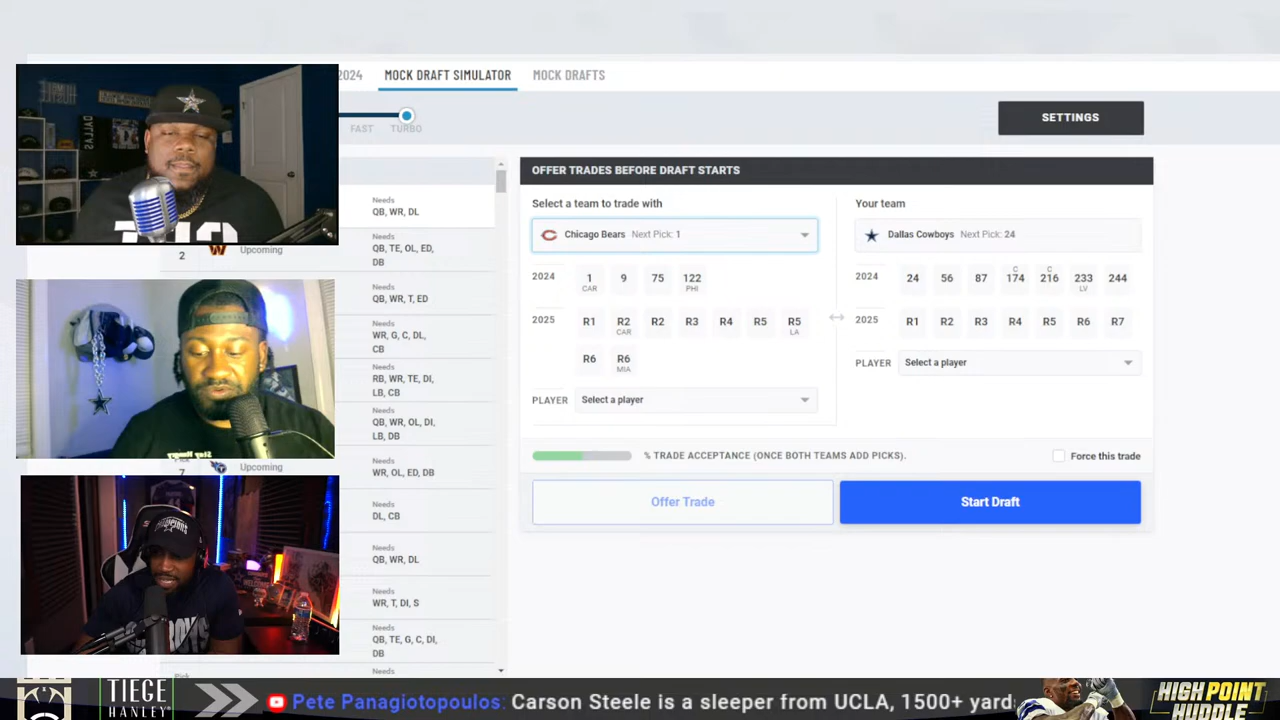 2024 MOCK DRAFT SIMULATOR MOCK DRAFTS
FAST TURBO
SETTINGS
Needs
QB, WR, DL
2 Upcoming
Needs
QB, TE, OL, ED,
DB
Needs
QB, WR, T, ED
Needs
WR, G, C, DL,
CB
Needs
RB, WR, TE, DI,
LB, CB
Needs
QB, WR, OL, DI,
LB, DB
7 Upcoming
Needs
WR, OL, ED, DB
Needs
DL, CB
Needs
QB, WR, DL
Needs
WR, T, DI, S
Needs
QB, TE, G, C, DI,
DB
Pick
Needs
OFFER TRADES BEFORE DRAFT STARTS
Select a team to trade with
Chicago Bears Next Pick: 1
2024 1 9 75 122
CAR PHI
2025 R1 R2 R2 R3 R4 R5 R5
CAR LA
R6 R6
MIA
PLAYER Select a player
Your team
Dallas Cowboys Next Pick: 24
C C
2024 24 56 87 174 216 233 244
LV
2025 R1 R2 R3 R4 R5 R6 R7
PLAYER Select a player
% TRADE ACCEPTANCE (ONCE BOTH TEAMS ADD PICKS).
Force this trade
Offer Trade
Start Draft
TIEGE
HANLEY
Pete Panagiotopoulos: Carson Steele is a sleeper from UCLA, 1500+ yard
HIGH POINT
HUDDLE